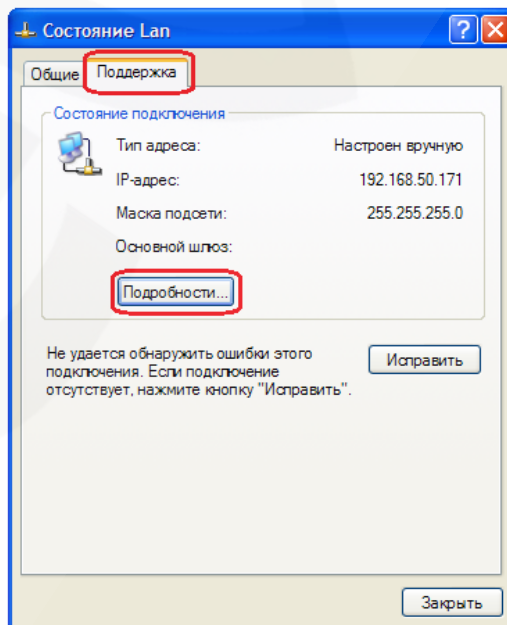 Состояние Lan
Общие Поддержка
Состояние подключения
Тип адреса: Настроен вручную
IP-адрес: 192.168.50.171
Маска подсети: 255.255.255.0
Основной шлюз:
Подробности...
Не удается обнаружить ошибки этого
подключения. Если подключение
отсутствует, нажмите кнопку "Исправить".
Исправить
Закрыть